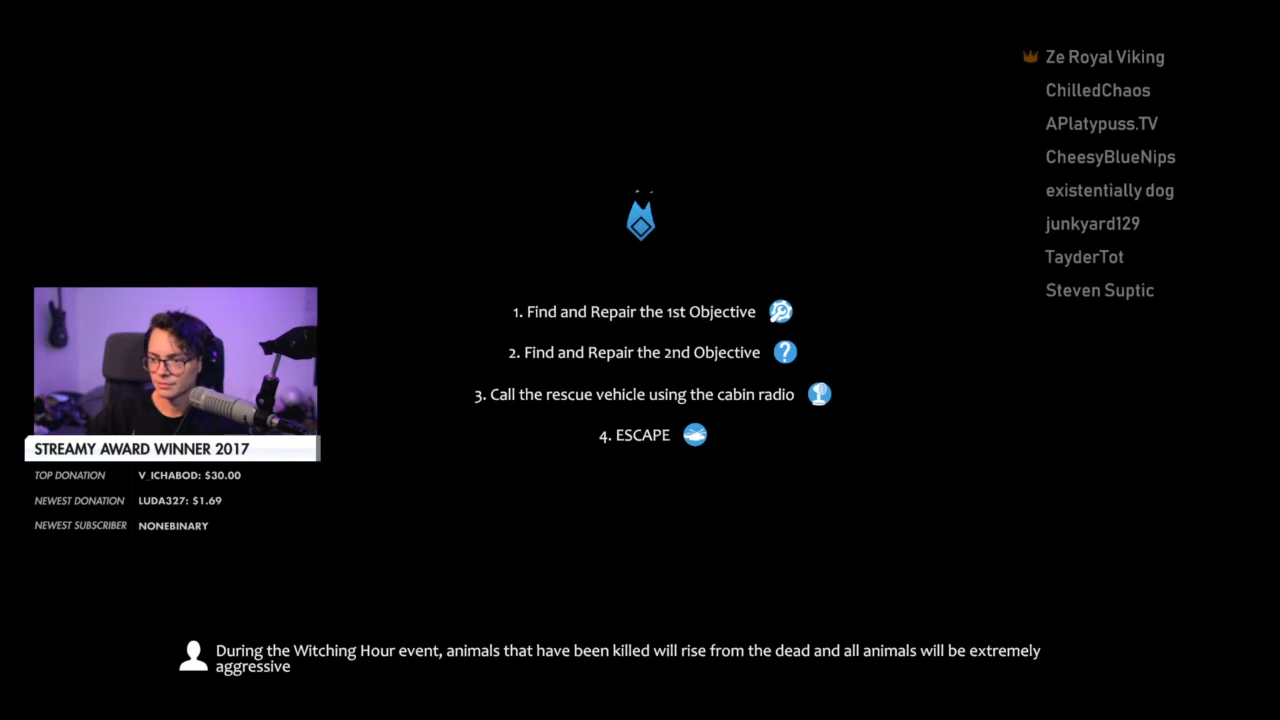 Ze Royal Viking
ChilledChaos
APlatypuss.TV
CheesyBlueNips
existentially dog
junkyard129
TayderTot
Steven Suptic
1. Find and Repair the 1st Objective
2. Find and Repair the 2nd Objective
?
3. Call the rescue vehicle using the cabin radio
4. ESCAPE
STREAMY AWARD WINNER 2017
TOP DONATION V_ICHABOD: $30.00
NEWEST DONATION LUDA327: $1.69
NEWEST SUBSCRIBER NONEBINARY
During the Witching Hour event, animals that have been killed will rise from the dead and all animals will be extremely
aggressive